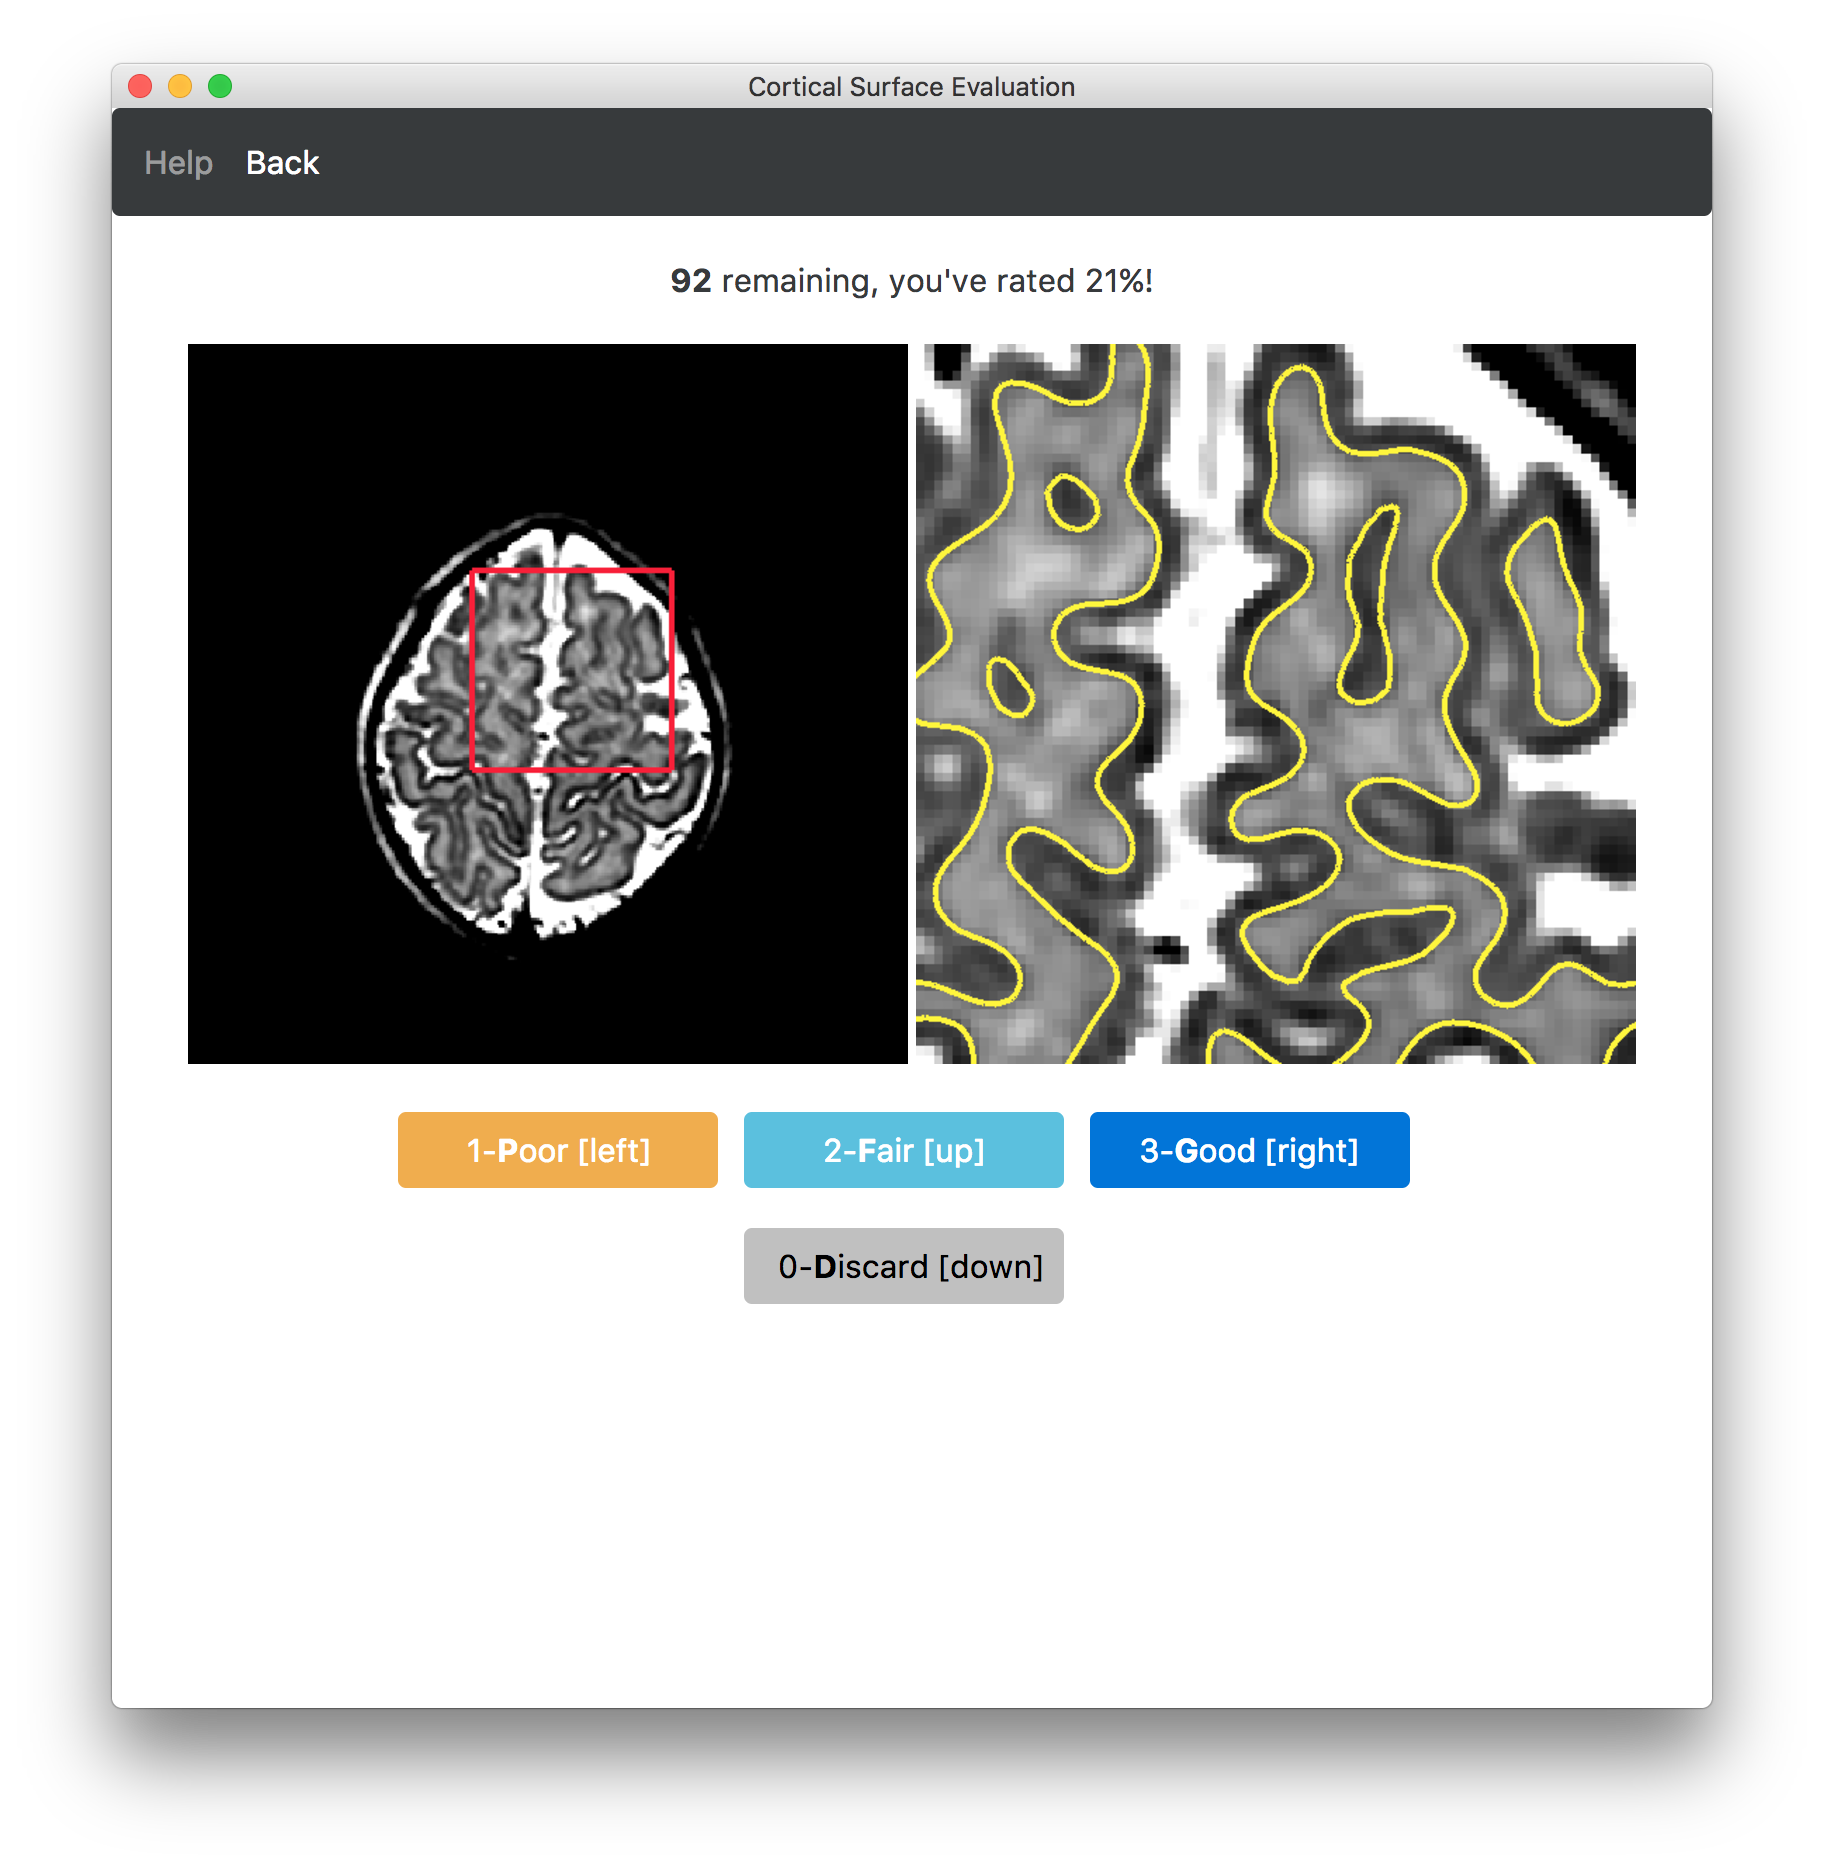 Cortical Surface Evaluation
Help Back
92 remaining, you've rated 21%!
1-Poor [left] 2-Fair [up] 3-Good [right]
0-Discard [down]